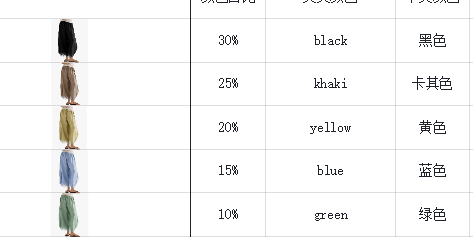 30% black 黑色
25% khaki 卡其色
20% yellow 黄色
15% blue 蓝色
10% green 绿色